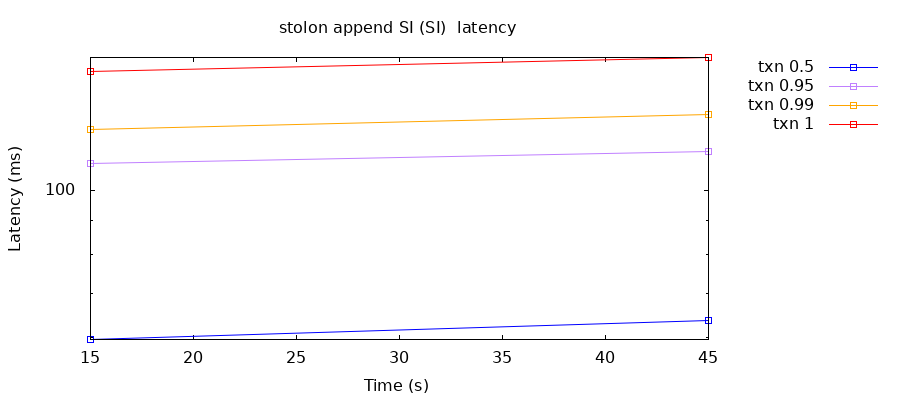 stolon append SI (SI)  latency
txn 0.5
txn 0.95
txn 0.99
txn 1
Latency (ms)
100
15 20 25 30 35 40 45
Time (s)